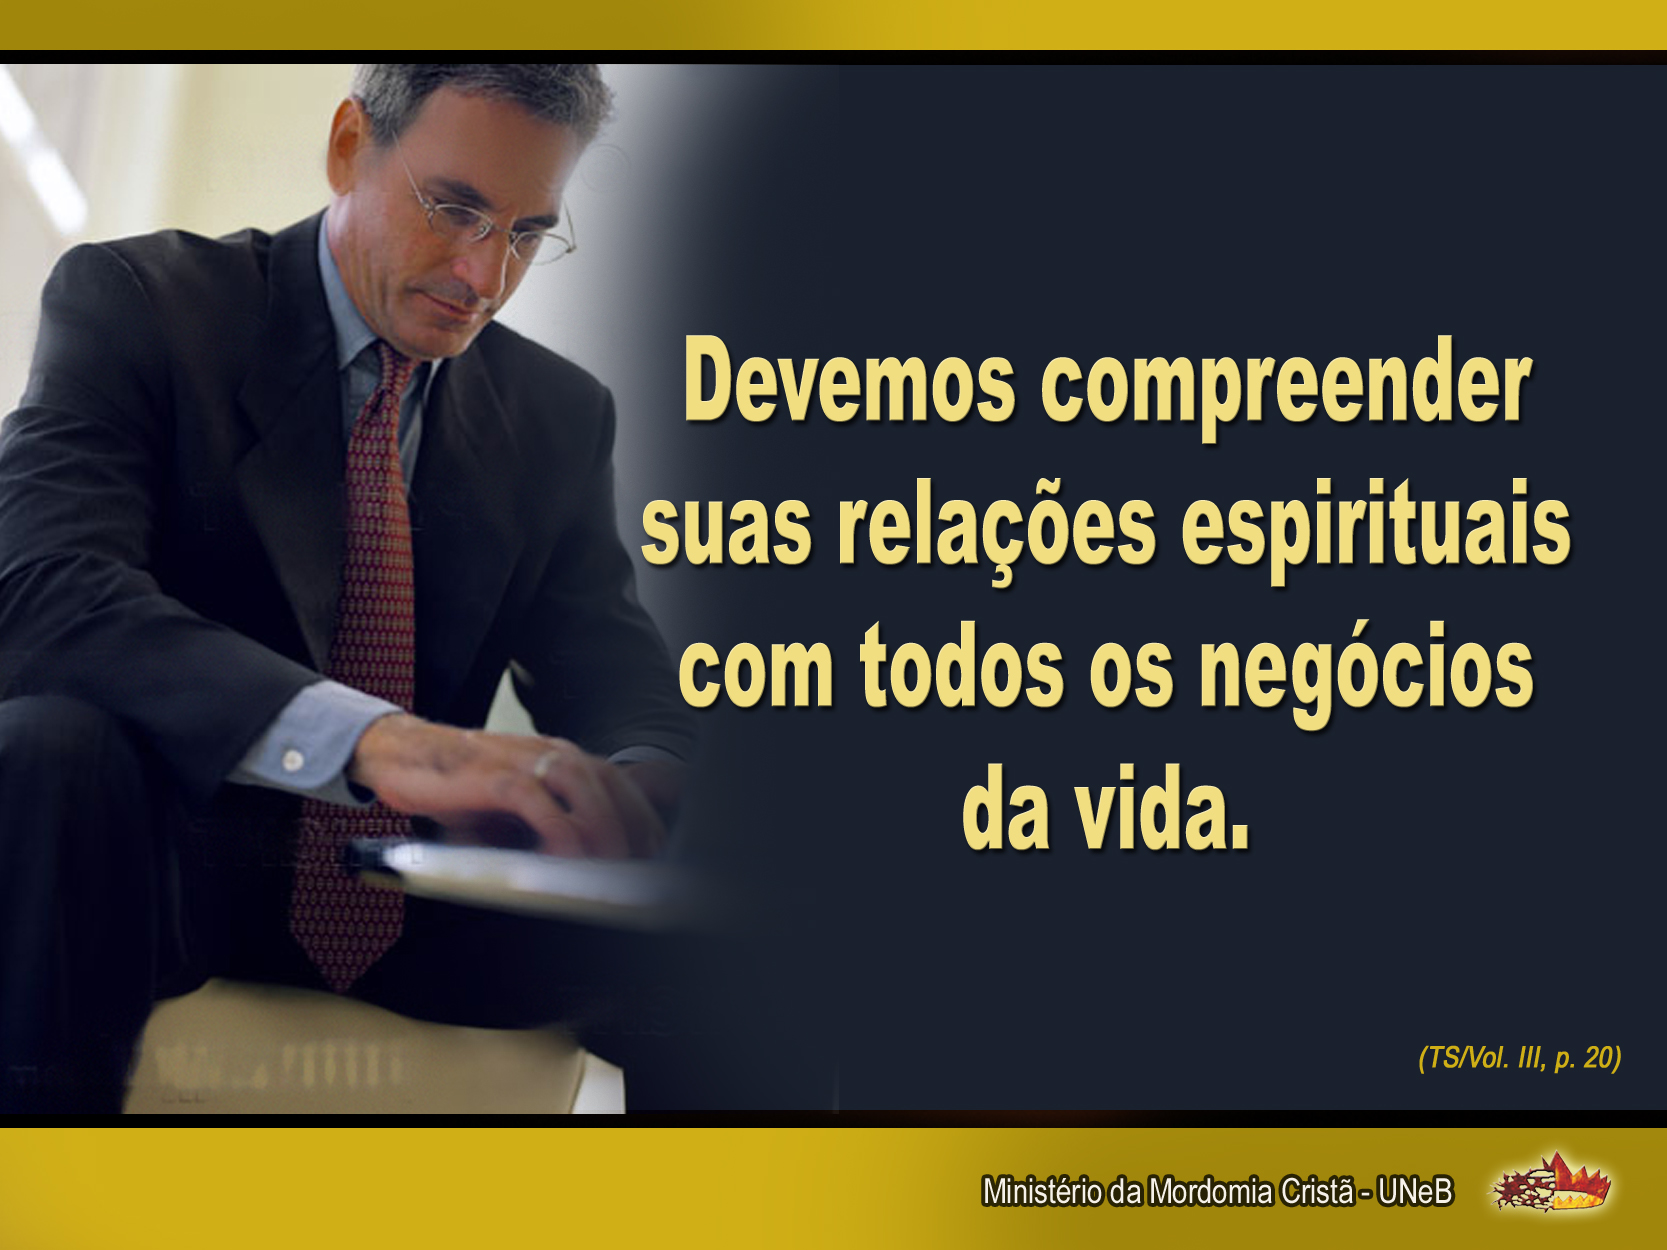 Devemos compreender
suas relações espirituais
com todos os negócios
da vida.
(TS/Vol. III, p. 20)
Ministério da Mordomia Cristã - UNeB